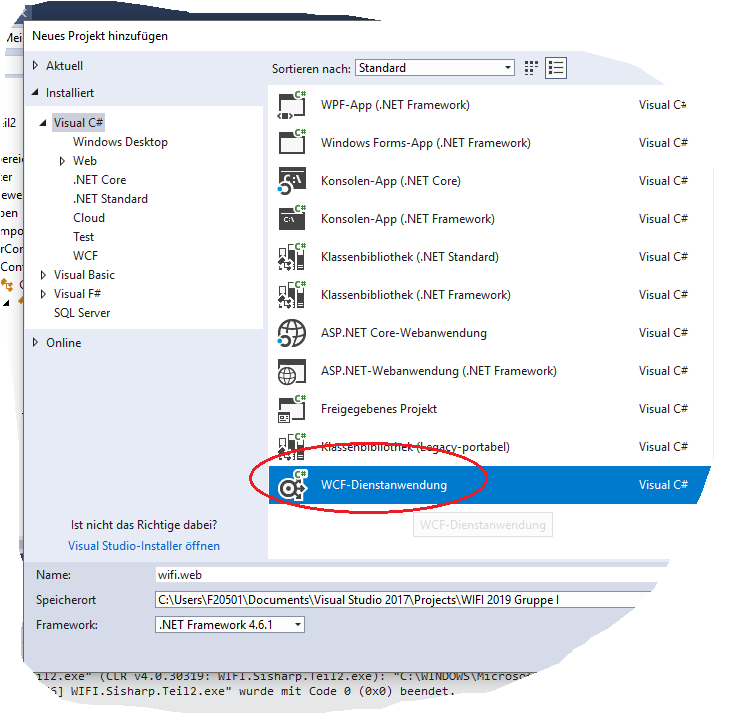 Neues Projekt hinzufügen
Aktuell
Installiert
Visual C#
Windows Desktop
Web
.NET Core
.NET Standard
Cloud
Test
WCF
Visual Basic
Visual F#
SQL Server
Online
Ist nicht das Richtige dabei?
Visual Studio-Installer öffnen
Sortieren nach: Standard
WPF-App (.NET Framework) Visual C#
Windows Forms-App (.NET Framework) Visual C#
Konsolen-App (.NET Core) Visual C#
Konsolen-App (.NET Framework) Visual C#
Klassenbibliothek (.NET Standard) Visual C#
Klassenbibliothek (.NET Framework) Visual C#
ASP.NET Core-Webanwendung Visual C#
ASP.NET-Webanwendung (.NET Framework) Visual C#
Freigegebenes Projekt Visual C#
Klassenbibliothek (Legacy-portabel) Visual C#
WCF-Dienstanwendung Visual C#
WCF-Dienstanwendung
Name: wifi.web
Speicherort C:\Users\F20501\Documents\Visual Studio 2017\Projects\WIFI 2019 Gruppe I
Framework: .NET Framework 4.6.1
il2.exe" (CLR v4.0.30319: WIFI.Sisharp.Teil2.exe): "C:\WINDOWS\Microsof
6] WIFI.Sisharp.Teil2.exe" wurde mit Code 0 (0x0) beendet.